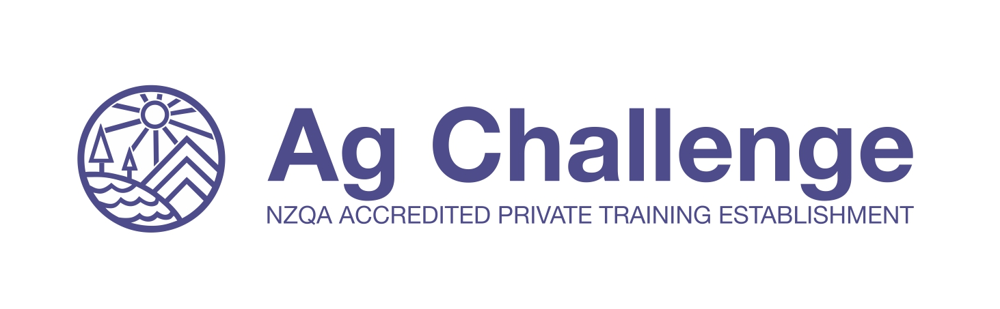 Ag Challenge
NZQA ACCREDITED PRIVATE TRAINING ESTABLISHMENT